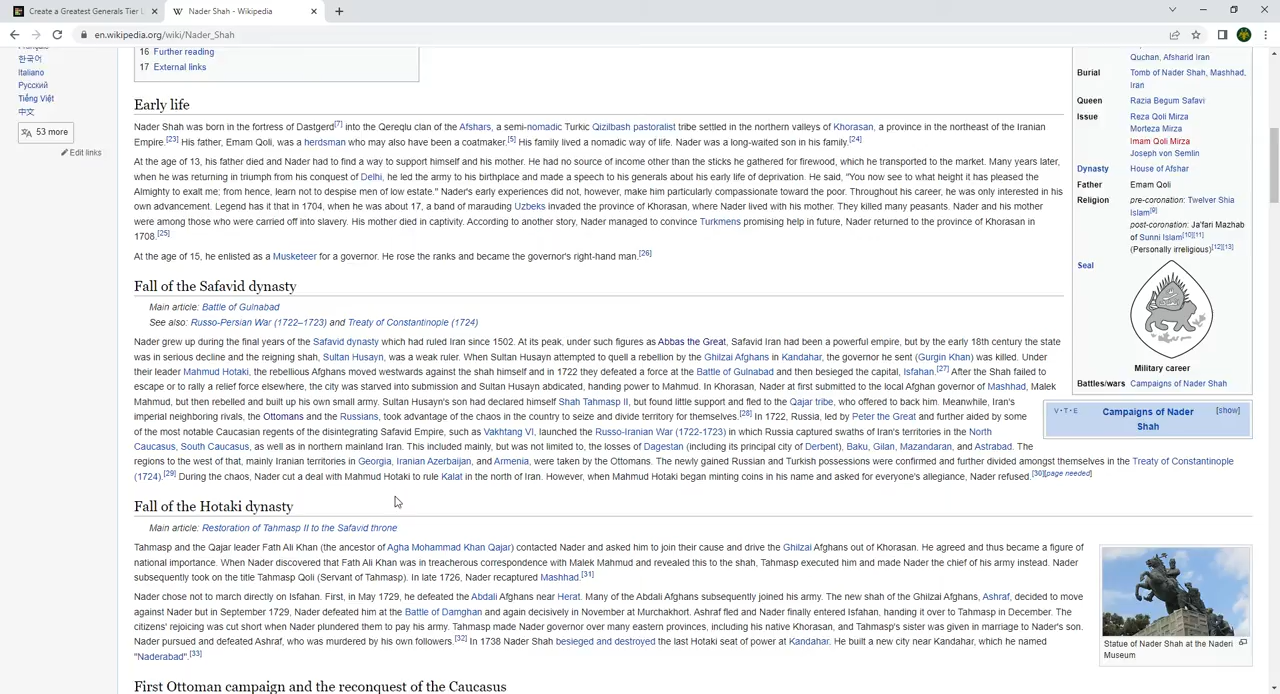 Create a Greatest Generals Tier L
Nader Shah - Wikipedia
en.wikipedia.org/wiki/Nader_Shah
한국어
Italiano
Русский
Tiếng Việt
中文
53 more
Edit links
16 Further reading
17 External links
Early life
Nader Shah was born in the fortress of Dastgerd[7] into the Qereqlu clan of the Afshars, a semi-nomadic Turkic Qizilbash pastoralist tribe settled in the northern valleys of Khorasan, a province in the northeast of the Iranian
Empire.[23] His father, Emam Qoli, was a herdsman who may also have been a coatmaker.[5] His family lived a nomadic way of life. Nader was a long-waited son in his family.[24]
At the age of 13, his father died and Nader had to find a way to support himself and his mother. He had no source of income other than the sticks he gathered for firewood, which he transported to the market. Many years later,
when he was returning in triumph from his conquest of Delhi, he led the army to his birthplace and made a speech to his generals about his early life of deprivation. He said, "You now see to what height it has pleased the
Almighty to exalt me; from hence, learn not to despise men of low estate." Nader's early experiences did not, however, make him particularly compassionate toward the poor. Throughout his career, he was only interested in his
own advancement. Legend has it that in 1704, when he was about 17, a band of marauding Uzbeks invaded the province of Khorasan, where Nader lived with his mother. They killed many peasants. Nader and his mother
were among those who were carried off into slavery. His mother died in captivity. According to another story, Nader managed to convince Turkmens promising help in future, Nader returned to the province of Khorasan in
1708.[25]
At the age of 15, he enlisted as a Musketeer for a governor. He rose the ranks and became the governor's right-hand man.[26]
Fall of the Safavid dynasty
Main article: Battle of Gulnabad
See also: Russo-Persian War (1722–1723) and Treaty of Constantinople (1724)
Nader grew up during the final years of the Safavid dynasty which had ruled Iran since 1502. At its peak, under such figures as Abbas the Great, Safavid Iran had been a powerful empire, but by the early 18th century the state
was in serious decline and the reigning shah, Sultan Husayn, was a weak ruler. When Sultan Husayn attempted to quell a rebellion by the Ghilzai Afghans in Kandahar, the governor he sent (Gurgin Khan) was killed. Under
their leader Mahmud Hotaki, the rebellious Afghans moved westwards against the shah himself and in 1722 they defeated a force at the Battle of Gulnabad and then besieged the capital, Isfahan.[27] After the Shah failed to
escape or to rally a relief force elsewhere, the city was starved into submission and Sultan Husayn abdicated, handing power to Mahmud. In Khorasan, Nader at first submitted to the local Afghan governor of Mashhad, Malek
Mahmud, but then rebelled and built up his own small army. Sultan Husayn's son had declared himself Shah Tahmasp II, but found little support and fled to the Qajar tribe, who offered to back him. Meanwhile, Iran's
imperial neighboring rivals, the Ottomans and the Russians, took advantage of the chaos in the country to seize and divide territory for themselves.[28] In 1722, Russia, led by Peter the Great and further aided by some
of the most notable Caucasian regents of the disintegrating Safavid Empire, such as Vakhtang VI, launched the Russo-Iranian War (1722-1723) in which Russia captured swaths of Iran's territories in the North
Caucasus, South Caucasus, as well as in northern mainland Iran. This included mainly, but was not limited to, the losses of Dagestan (including its principal city of Derbent), Baku, Gilan, Mazandaran, and Astrabad. The
regions to the west of that, mainly Iranian territories in Georgia, Iranian Azerbaijan, and Armenia, were taken by the Ottomans. The newly gained Russian and Turkish possessions were confirmed and further divided amongst themselves in the Treaty of Constantinople
(1724).[29] During the chaos, Nader cut a deal with Mahmud Hotaki to rule Kalat in the north of Iran. However, when Mahmud Hotaki began minting coins in his name and asked for everyone's allegiance, Nader refused.[30][page needed]
Fall of the Hotaki dynasty
Main article: Restoration of Tahmasp II to the Safavid throne
Tahmasp and the Qajar leader Fath Ali Khan (the ancestor of Agha Mohammad Khan Qajar) contacted Nader and asked him to join their cause and drive the Ghilzai Afghans out of Khorasan. He agreed and thus became a figure of
national importance. When Nader discovered that Fath Ali Khan was in treacherous correspondence with Malek Mahmud and revealed this to the shah, Tahmasp executed him and made Nader the chief of his army instead. Nader
subsequently took on the title Tahmasp Qoli (Servant of Tahmasp). In late 1726, Nader recaptured Mashhad.[31]
Nader chose not to march directly on Isfahan. First, in May 1729, he defeated the Abdali Afghans near Herat. Many of the Abdali Afghans subsequently joined his army. The new shah of the Ghilzai Afghans, Ashraf, decided to move
against Nader but in September 1729, Nader defeated him at the Battle of Damghan and again decisively in November at Murchakhort. Ashraf fled and Nader finally entered Isfahan, handing it over to Tahmasp in December. The
citizens' rejoicing was cut short when Nader plundered them to pay his army. Tahmasp made Nader governor over many eastern provinces, including his native Khorasan, and Tahmasp's sister was given in marriage to Nader's son.
Nader pursued and defeated Ashraf, who was murdered by his own followers.[32] In 1738 Nader Shah besieged and destroyed the last Hotaki seat of power at Kandahar. He built a new city near Kandahar, which he named
"Naderabad".[33]
First Ottoman campaign and the reconquest of the Caucasus
Quchan, Afsharid Iran
Burial Tomb of Nader Shah, Mashhad,
Iran
Queen Razia Begum Safavi
Issue Reza Qoli Mirza
Morteza Mirza
Imam Qoli Mirza
Joseph von Semlin
Dynasty House of Afshar
Father Emam Qoli
Religion pre-coronation: Twelver Shia
Islam[9]
post-coronation: Ja'fari Mazhab
of Sunni Islam[10][11]
(Personally irreligious)[12][13]
Seal
Military career
Battles/wars Campaigns of Nader Shah
V·T·E Campaigns of Nader [show]
Shah
Statue of Nader Shah at the Naderi
Museum